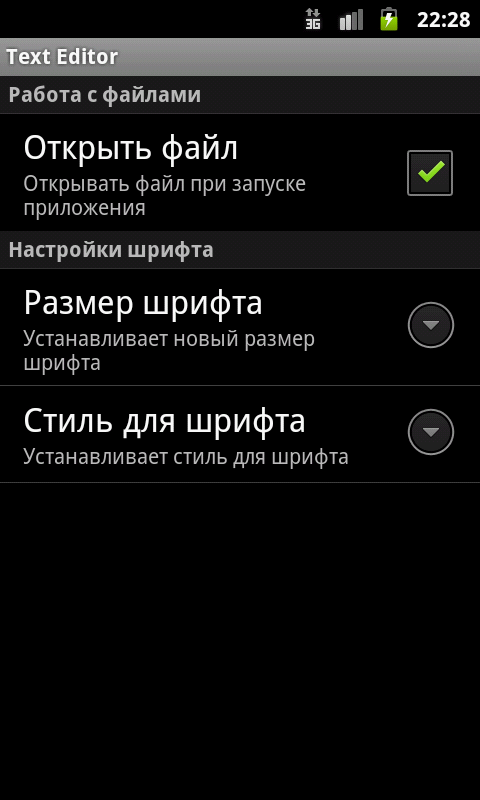 3G 22:28
Text Editor
Работа с файлами
Открыть файл
Открывать файл при запуске
приложения
Настройки шрифта
Размер шрифта
Устанавливает новый размер
шрифта
Стиль для шрифта
Устанавливает стиль для шрифта